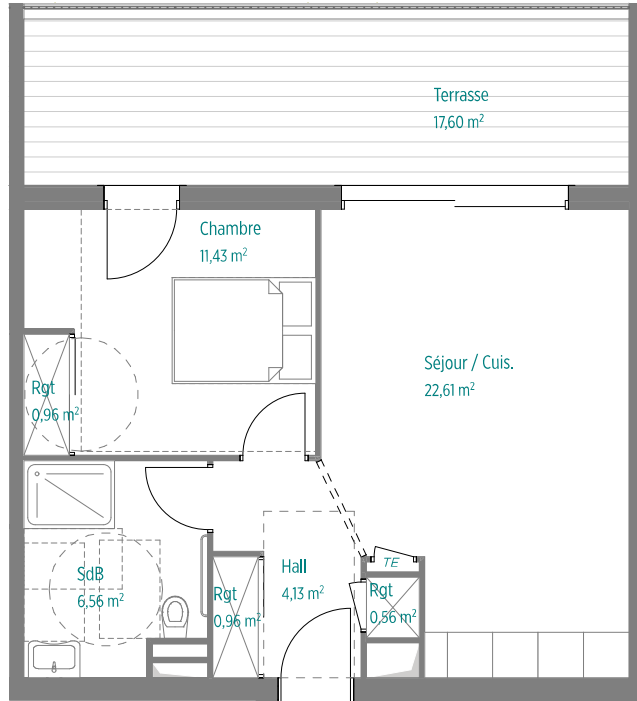 Terrasse
17,60 m²
Chambre
11,43 m²
Séjour / Cuis.
22,61 m²
Rgt
0,96 m²
TE
SdB
6,56 m²
Hall
4,13 m²
Rgt
0,96 m²
Rgt
0,56 m²